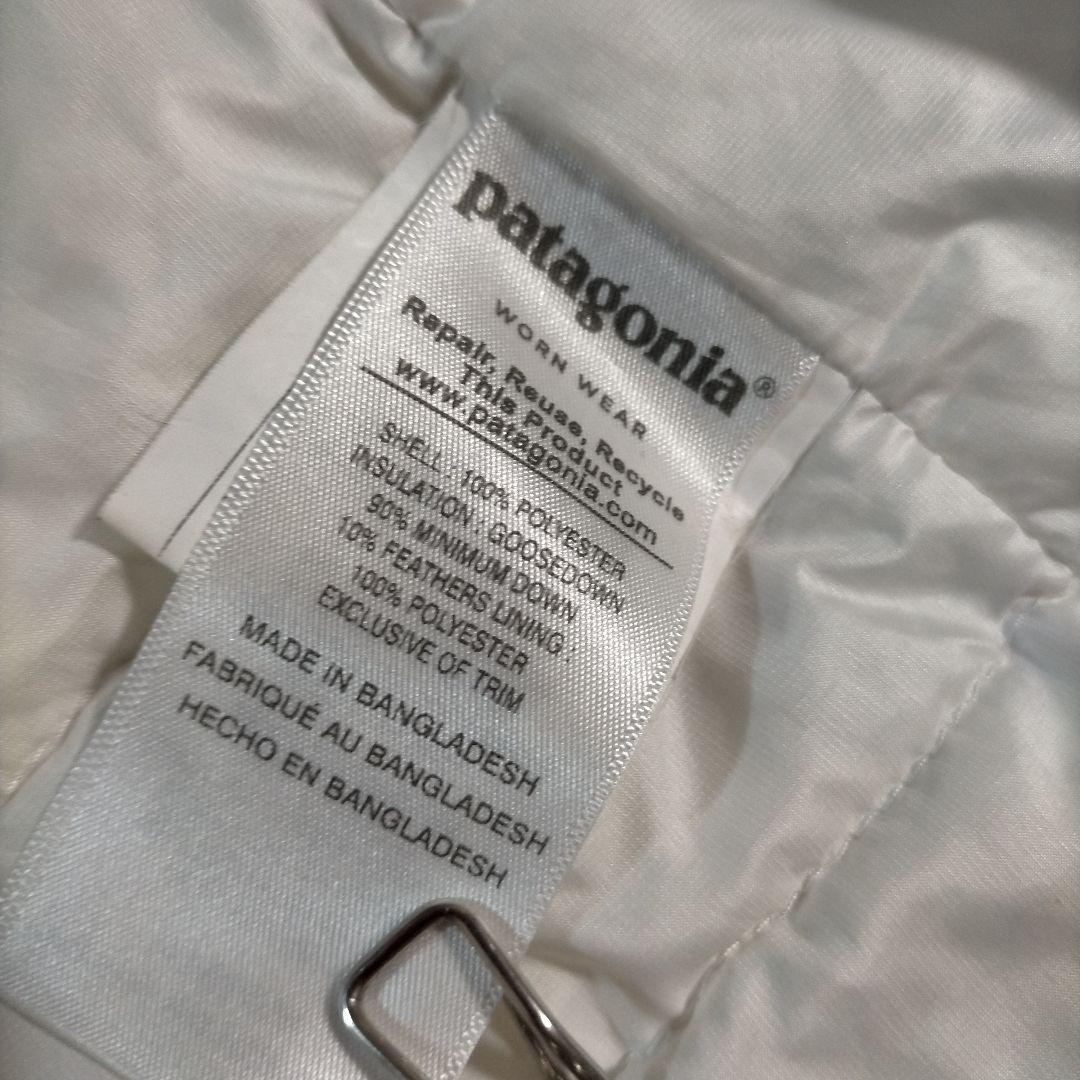 patagonia®
WORN WEAR
Repair, Reuse, Recycle
This Product
www.patagonia.com
SHELL : 100% POLYESTER
INSULATION : GOOSEDOWN
90% MINIMUM DOWN
10% FEATHERS LINING :
100% POLYESTER
EXCLUSIVE OF TRIM
MADE IN BANGLADESH
FABRIQUÉ AU BANGLADESH
HECHO EN BANGLADESH